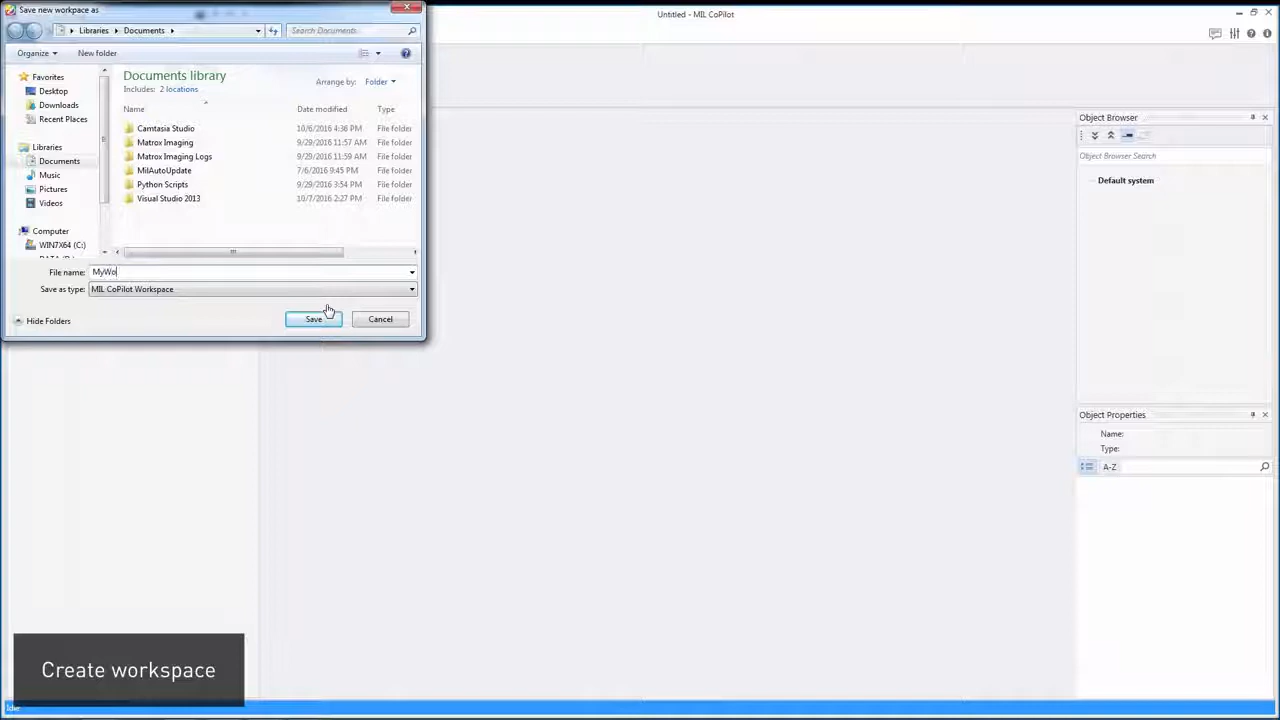 Save new workspace as
Untitled - MIL CoPilot
Libraries Documents
Search Documents
Organize New folder
Favorites
Desktop
Downloads
Recent Places
Libraries
Documents
Music
Pictures
Videos
Computer
WIN7X64 (C:)
Documents library
Includes: 2 locations
Arrange by: Folder
Name Date modified Type
Camtasia Studio 10/6/2016 4:36 PM File folder
Matrox Imaging 9/29/2016 11:57 AM File folder
Matrox Imaging Logs 9/29/2016 11:59 AM File folder
MilAutoUpdate 7/6/2016 9:45 PM File folder
Python Scripts 9/29/2016 3:54 PM File folder
Visual Studio 2013 10/7/2016 2:27 PM File folder
File name: MyWo
Save as type: MIL CoPilot Workspace
Hide Folders
Save Cancel
Object Browser
Object Browser Search
Default system
Object Properties
Name:
Type:
A-Z
Create workspace
Idle